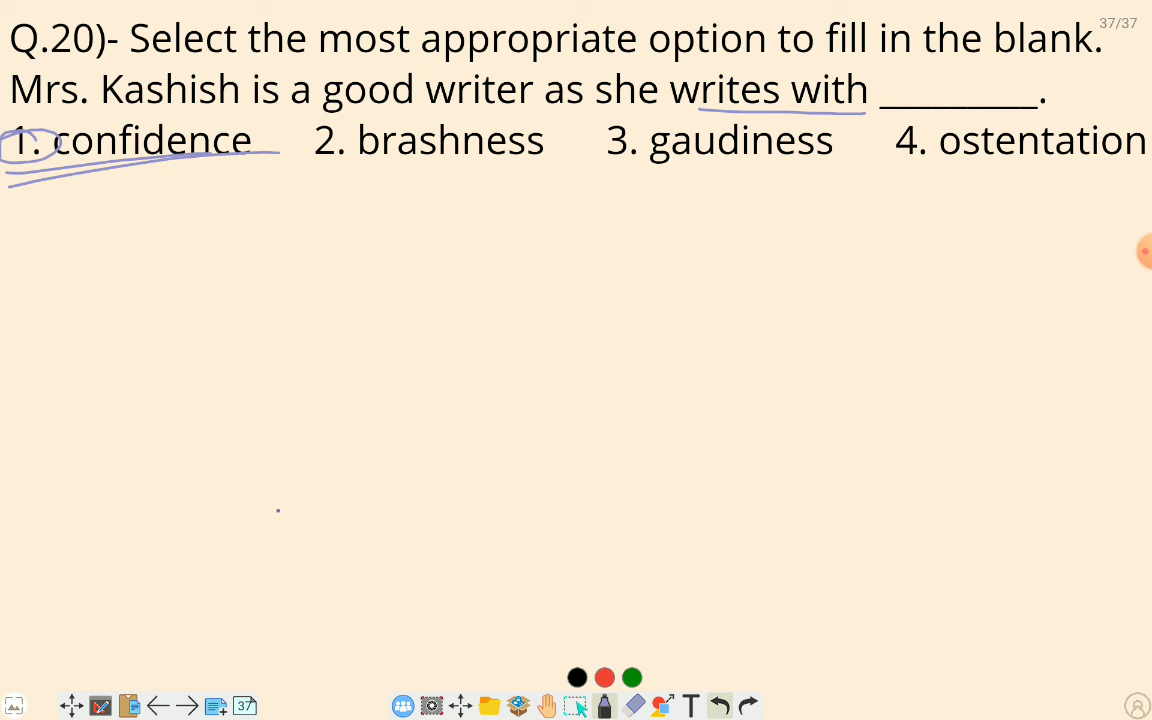 37/37
Q.20)- Select the most appropriate option to fill in the blank.
Mrs. Kashish is a good writer as she writes with _________.
1. confidence 2. brashness 3. gaudiness 4. ostentation
37
T